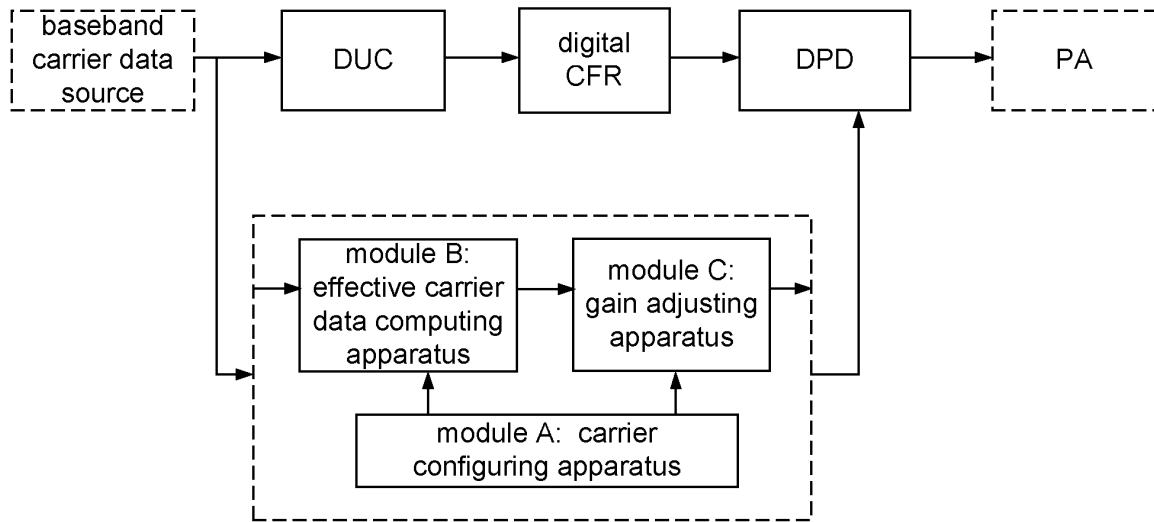 baseband
carrier data
source
DUC
digital
CFR
DPD
PA
module B:
effective carrier
data computing
apparatus
module C:
gain adjusting
apparatus
module A:  carrier
configuring apparatus